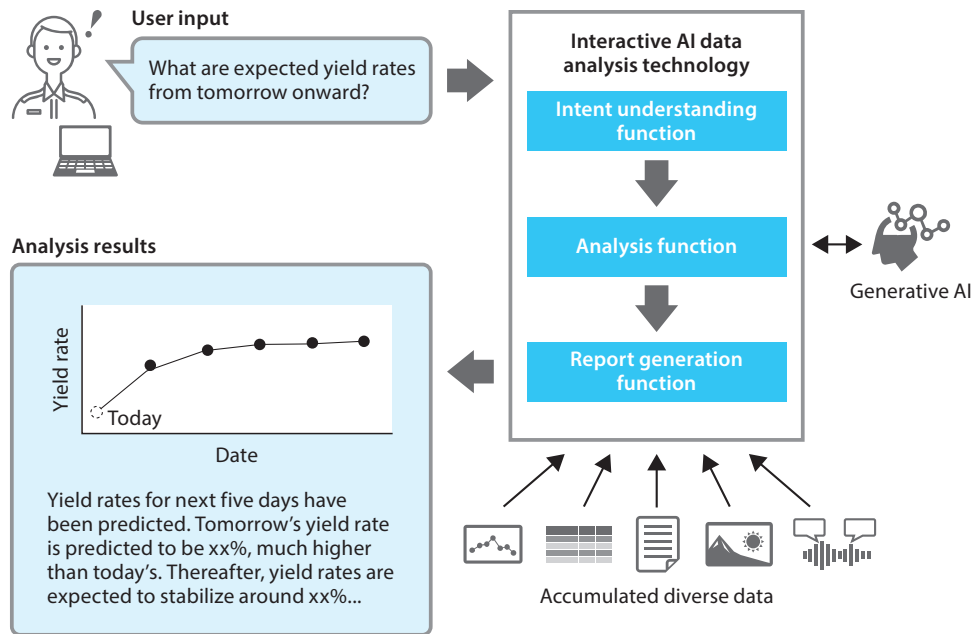 User input
What are expected yield rates
from tomorrow onward?
Interactive AI data
analysis technology
Intent understanding
function
Analysis function
Report generation
function
Generative AI
Analysis results
Yield rate
Today
Date
Yield rates for next five days have
been predicted. Tomorrow’s yield rate
is predicted to be xx%, much higher
than today’s. Thereafter, yield rates are
expected to stabilize around xx%...
Accumulated diverse data